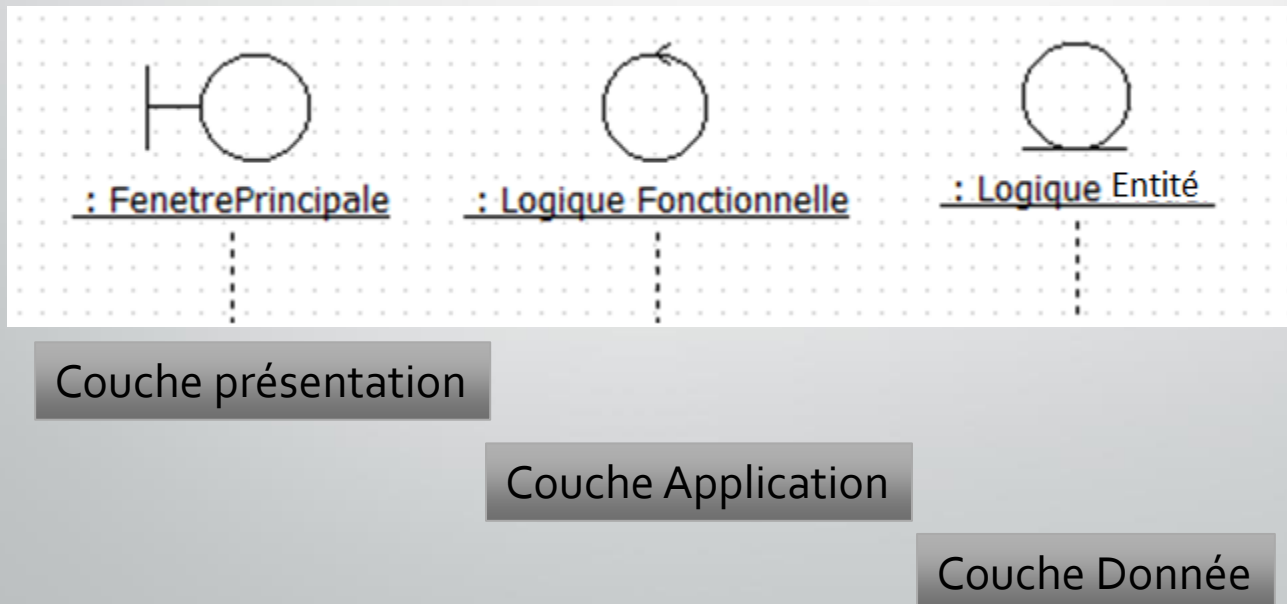 : FenetrePrincipale
: Logique Fonctionnelle
: Logique Entité
Couche présentation
Couche Application
Couche Donnée